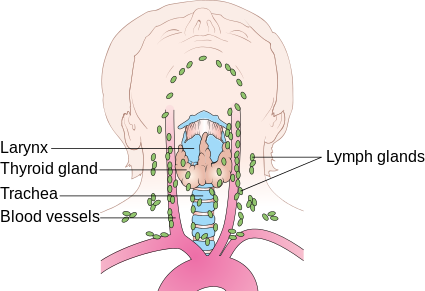 Larynx
Thyroid gland
Trachea
Blood vessels
Lymph glands